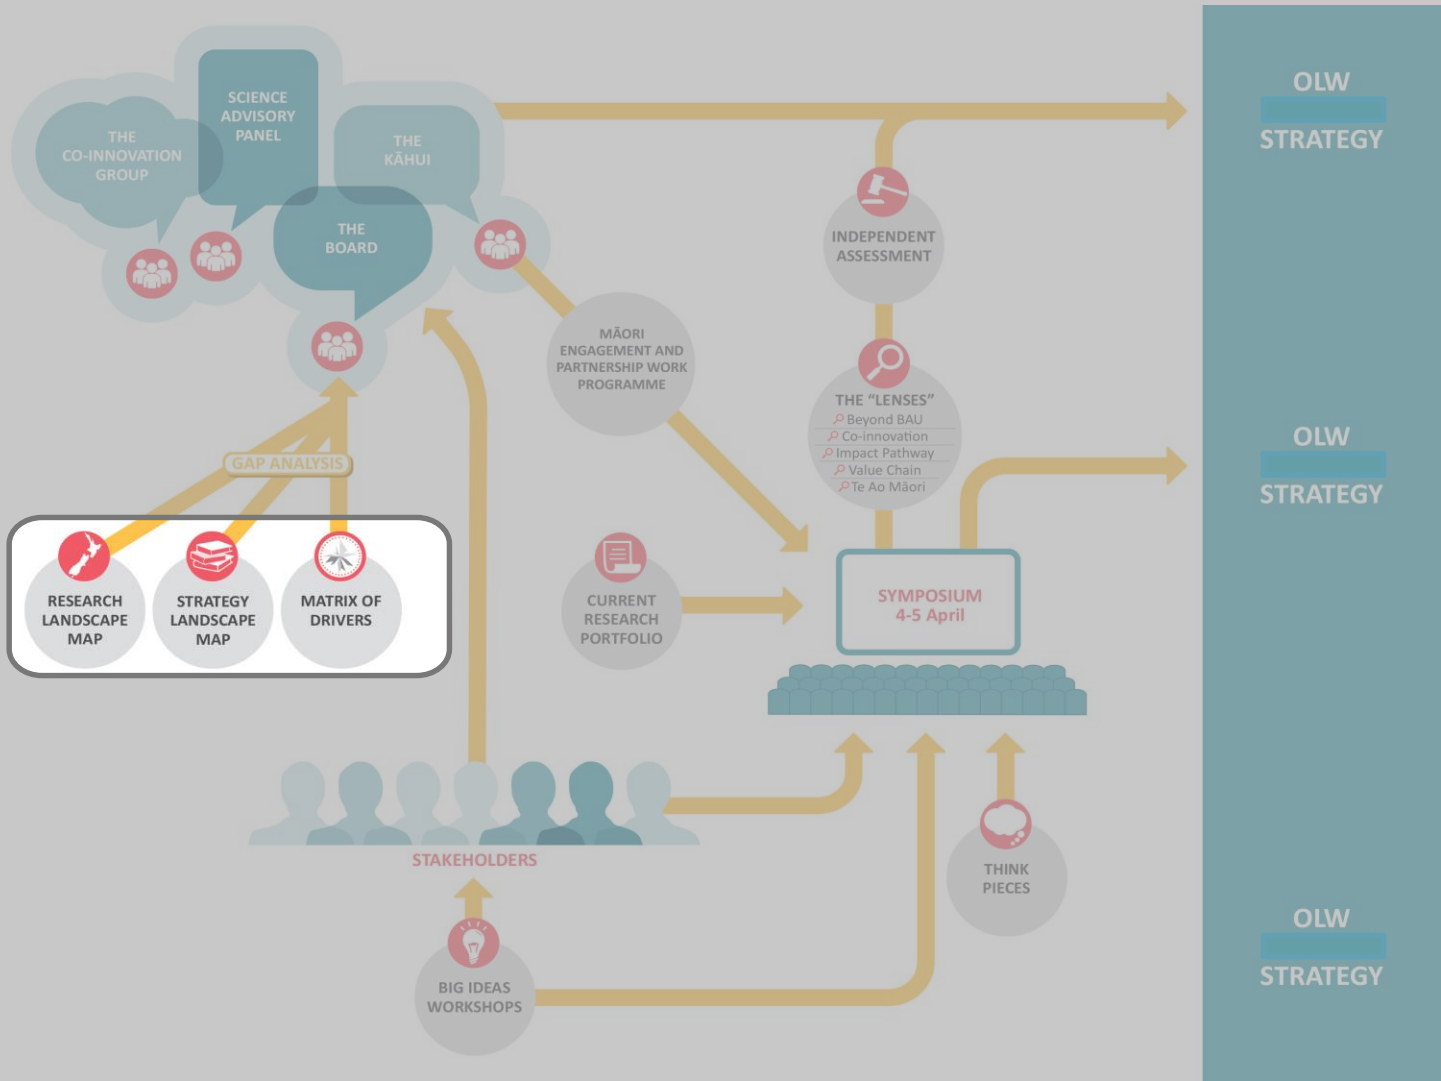 THE
CO-INNOVATION
GROUP
SCIENCE
ADVISORY
PANEL
THE
KĀHUI
THE
BOARD
OLW
STRATEGY
INDEPENDENT
ASSESSMENT
MĀORI
ENGAGEMENT AND
PARTNERSHIP WORK
PROGRAMME
THE “LENSES”
Beyond BAU
Co-innovation
Impact Pathway
Value Chain
Te Ao Māori
GAP ANALYSIS
OLW
STRATEGY
RESEARCH
LANDSCAPE
MAP
STRATEGY
LANDSCAPE
MAP
MATRIX OF
DRIVERS
CURRENT
RESEARCH
PORTFOLIO
SYMPOSIUM
4-5 April
STAKEHOLDERS
THINK
PIECES
BIG IDEAS
WORKSHOPS
OLW
STRATEGY